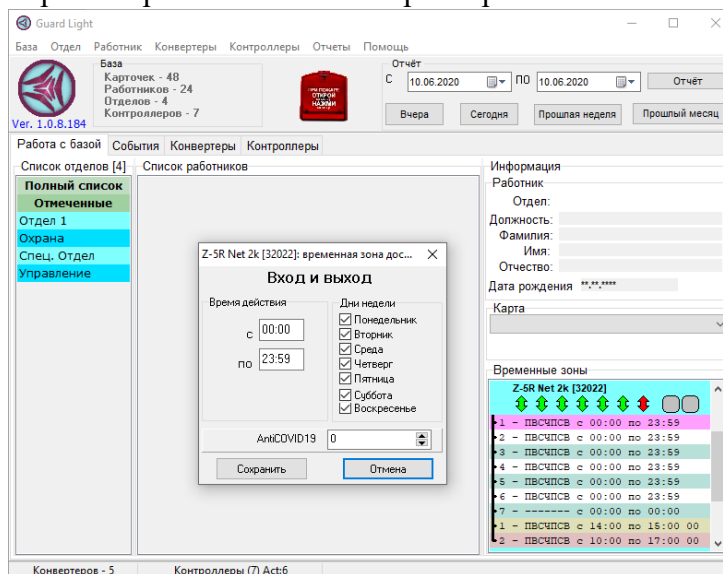 Guard Light
База Отдел Работник Конвертеры Контроллеры Отчеты Помощь
База
Карточек - 48
Работников - 24
Отделов - 4
Контроллеров - 7
Ver. 1.0.8.184
ПРИ ПОЖАРЕ
ОТКРОЙ
НАЖМИ
Отчёт
С 10.06.2020 ПО 10.06.2020 Отчёт
Вчера Сегодня Прошлая неделя Прошлый месяц
Работа с базой События Конвертеры Контроллеры
Список отделов [4]
Полный список
Отмеченные
Отдел 1
Охрана
Спец. Отдел
Управление
Список работников
Z-5R Net 2k [32022]: временная зона дос...
Вход и выход
Время действия
с 00:00
по 23:59
Дни недели
Понедельник
Вторник
Среда
Четверг
Пятница
Суббота
Воскресенье
AntiCOVID19 0
Сохранить Отмена
Информация
Работник
Отдел:
Должность:
Фамилия:
Имя:
Отчество:
Дата рождения **.**.****
Карта
Временные зоны
Z-5R Net 2k [32022]
1 - ПВСЧПСВ с 00:00 по 23:59
2 - ПВСЧПСВ с 00:00 по 23:59
3 - ПВСЧПСВ с 00:00 по 23:59
4 - ПВСЧПСВ с 00:00 по 23:59
5 - ПВСЧПСВ с 00:00 по 23:59
6 - ПВСЧПСВ с 00:00 по 23:59
7 - ------- с 00:00 по 00:00
1 - ПВСЧПСВ с 14:00 по 15:00 00
2 - ПВСЧПСВ с 10:00 по 17:00 00
Конвертеров - 5 Контроллеры (7) Act:6